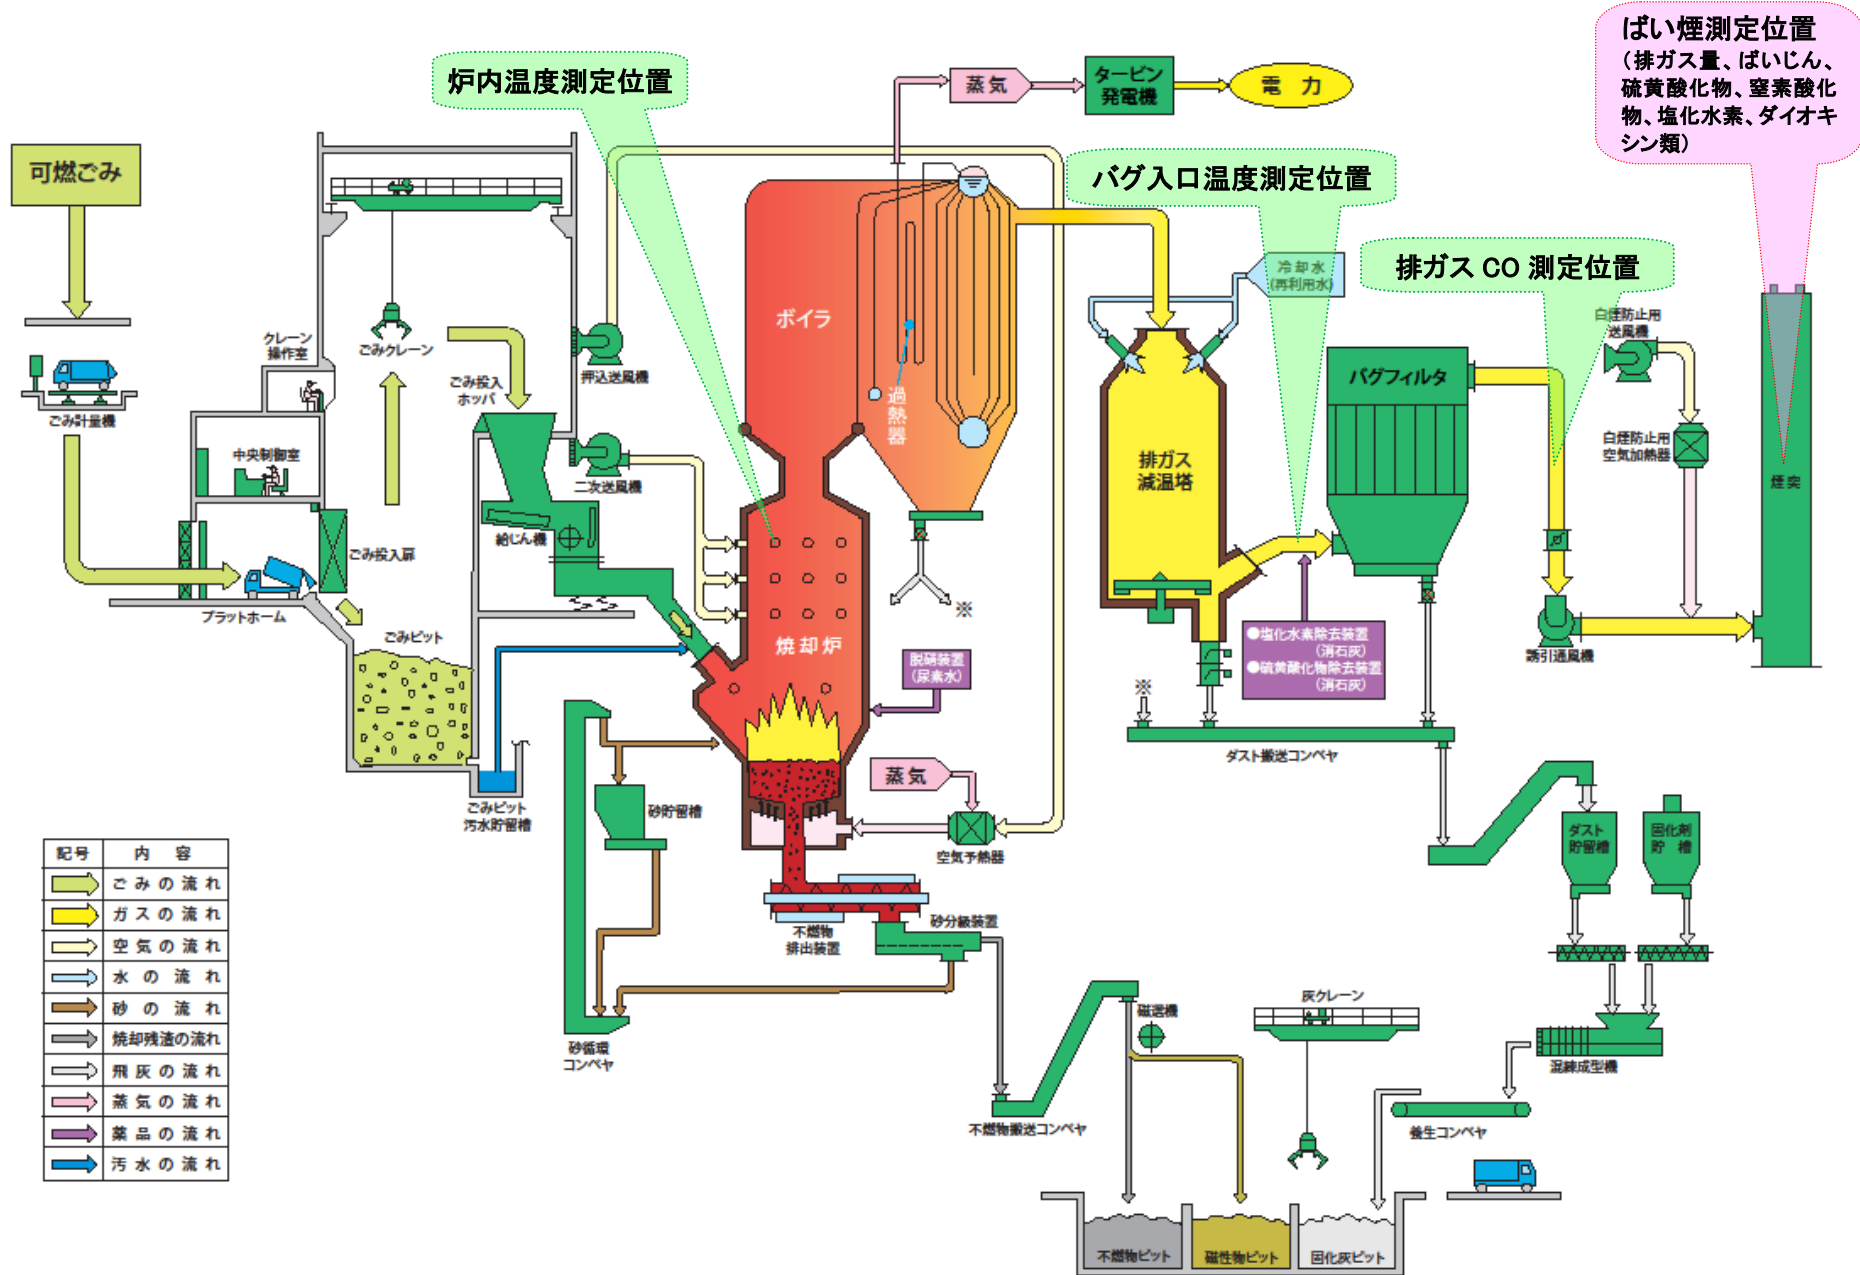 ばい煙測定位置
(排ガス量、ばいじん、
硫黄酸化物、窒素酸化
物、塩化水素、ダイオキ
シン類)
炉内温度測定位置
蒸気
タービン
発電機
電力
可燃ごみ
バグ入口温度測定位置
排ガス CO 測定位置
冷却水
(再利用水)
白煙防止用
送風機
ボイラ
過熱器
クレーン
操作室
ごみクレーン
ごみ投入
ホッパ
押込送風機
ごみ計量機
バグフィルタ
白煙防止用
空気加熱器
煙突
中央制御室
二次送風機
排ガス
減温塔
給じん機
ごみ投入扉
※
プラットホーム
ごみピット
焼却炉
脱硝装置
(尿素水)
●塩化水素除去装置
(消石灰)
●硫黄酸化物除去装置
(消石灰)
誘引通風機
※
ダスト搬送コンベヤ
蒸気
ごみピット
汚水貯留槽
砂貯留槽
空気予熱器
ダスト
貯留槽
固化剤
貯槽
記号 内容
ごみの流れ
ガスの流れ
空気の流れ
水の流れ
砂の流れ
焼却残渣の流れ
飛灰の流れ
蒸気の流れ
薬品の流れ
汚水の流れ
不燃物
排出装置
砂分級装置
砂循環
コンベヤ
磁選機
灰クレーン
混練成型機
不燃物搬送コンベヤ
養生コンベヤ
不燃物ピット
磁性物ピット
固化灰ピット